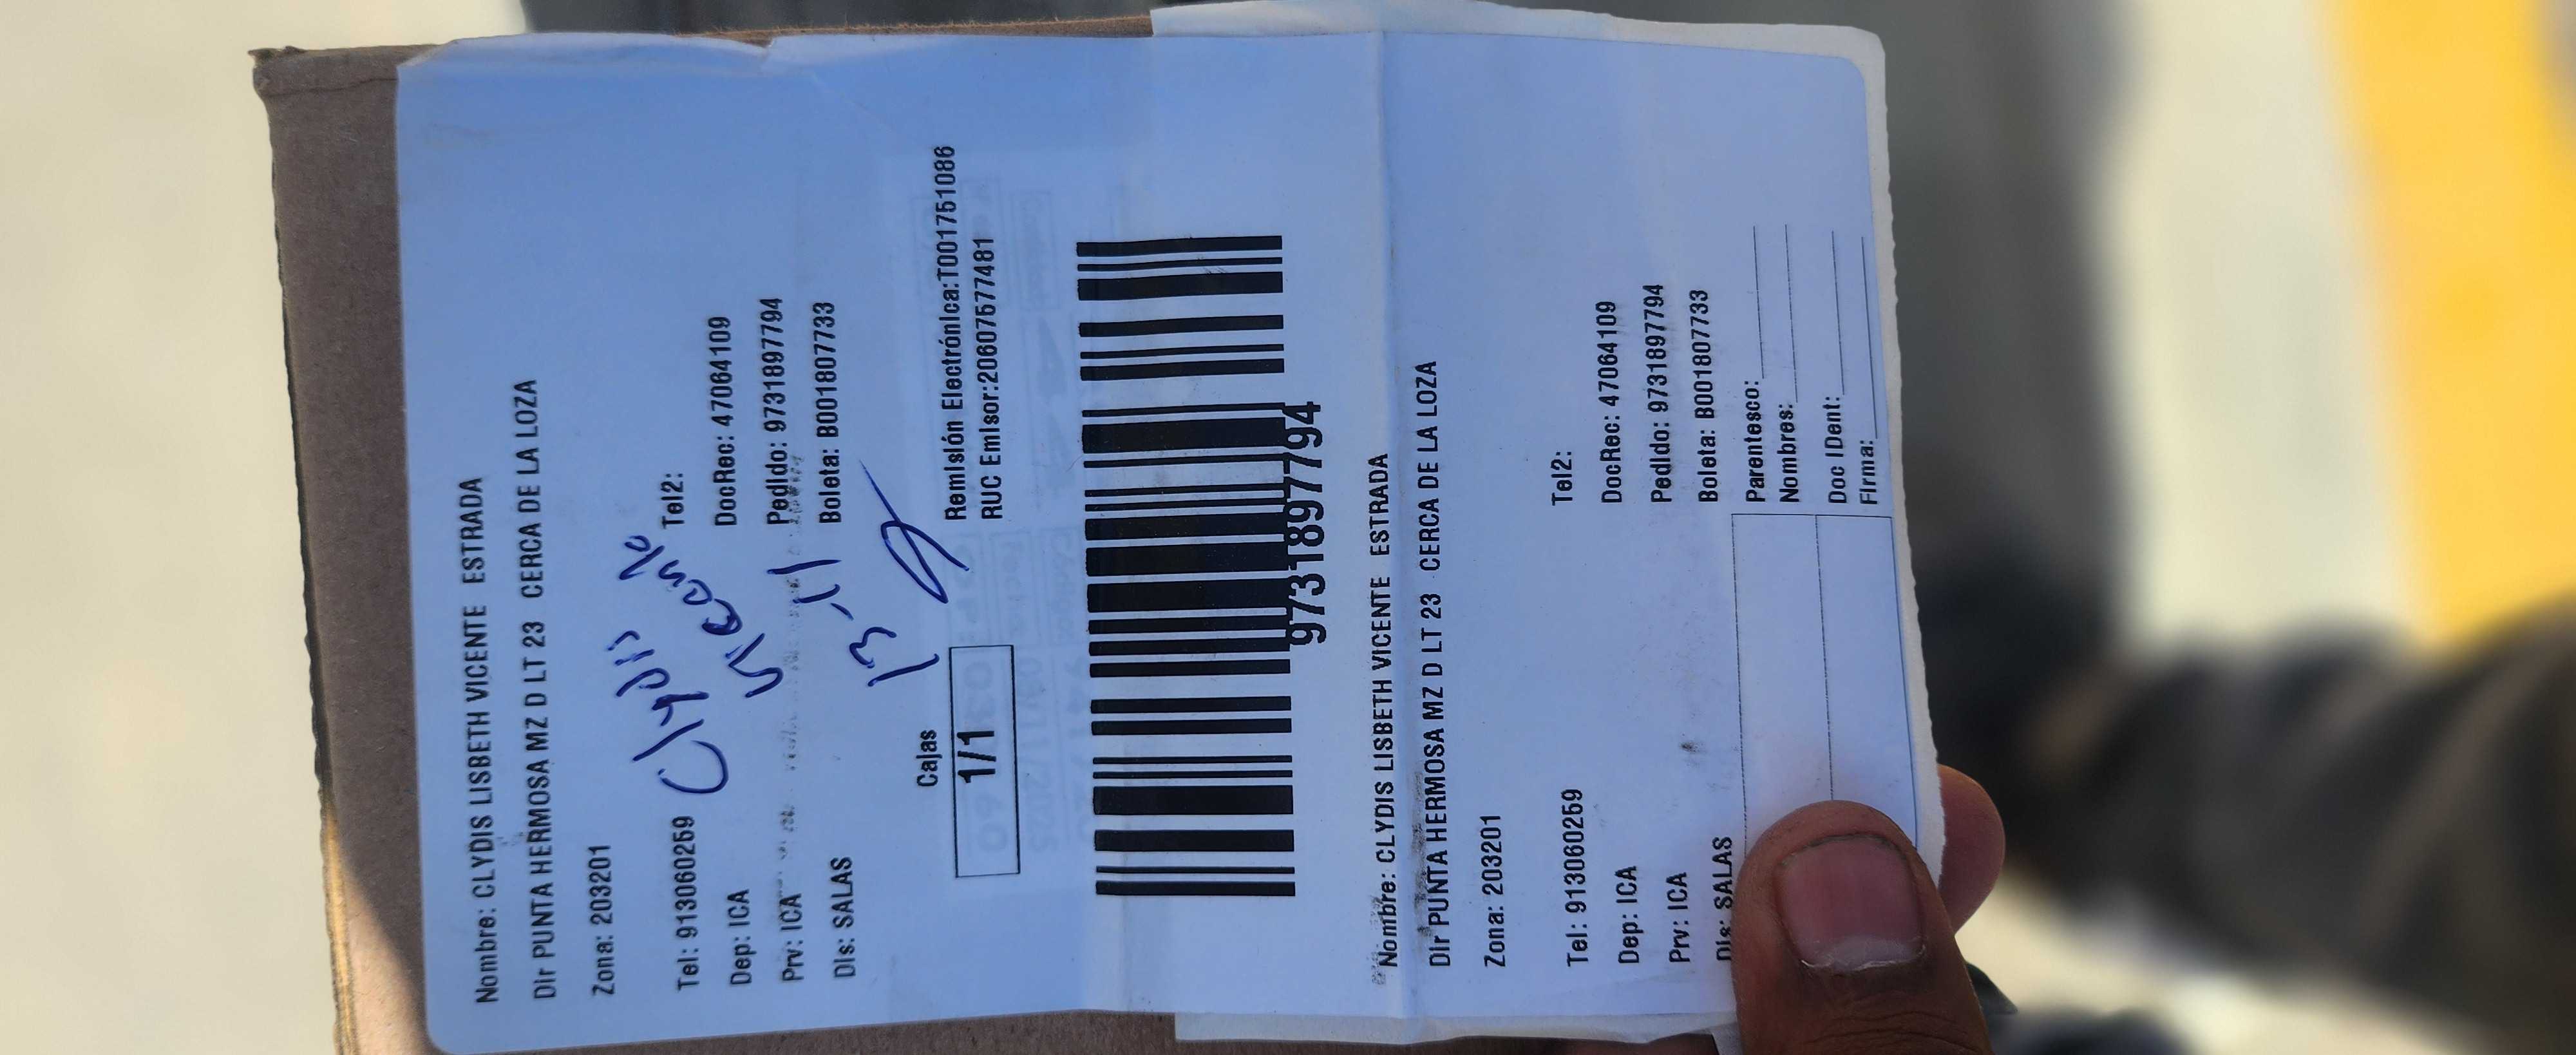 Nombre: CLYDIS LISBETH VICENTE ESTRADA
Dir PUNTA HERMOSA MZ D LT 23 CERCA DE LA LOZA
Zona: 203201
Tel: 913060259 Tel2:
Clydis
Vicente
Dep: ICA DocRec: 47064109
Prv: ICA Pedido: 97318977794
Dis: SALAS Boleta: B001807733
13-11
Cajas
1/1
Remisión Electrónica:T001751086
RUC Emisor:20607577481
97318977794
Nombre: CLYDIS LISBETH VICENTE ESTRADA
Dir PUNTA HERMOSA MZ D LT 23 CERCA DE LA LOZA
Zona: 203201
Tel: 913060259 Tel2:
Dep: ICA DocRec: 47064109
Prv: ICA Pedido: 97318977794
Dis: SALAS Boleta: B001807733
Parentesco:
Nombres:
Doc IDent:
Firma: